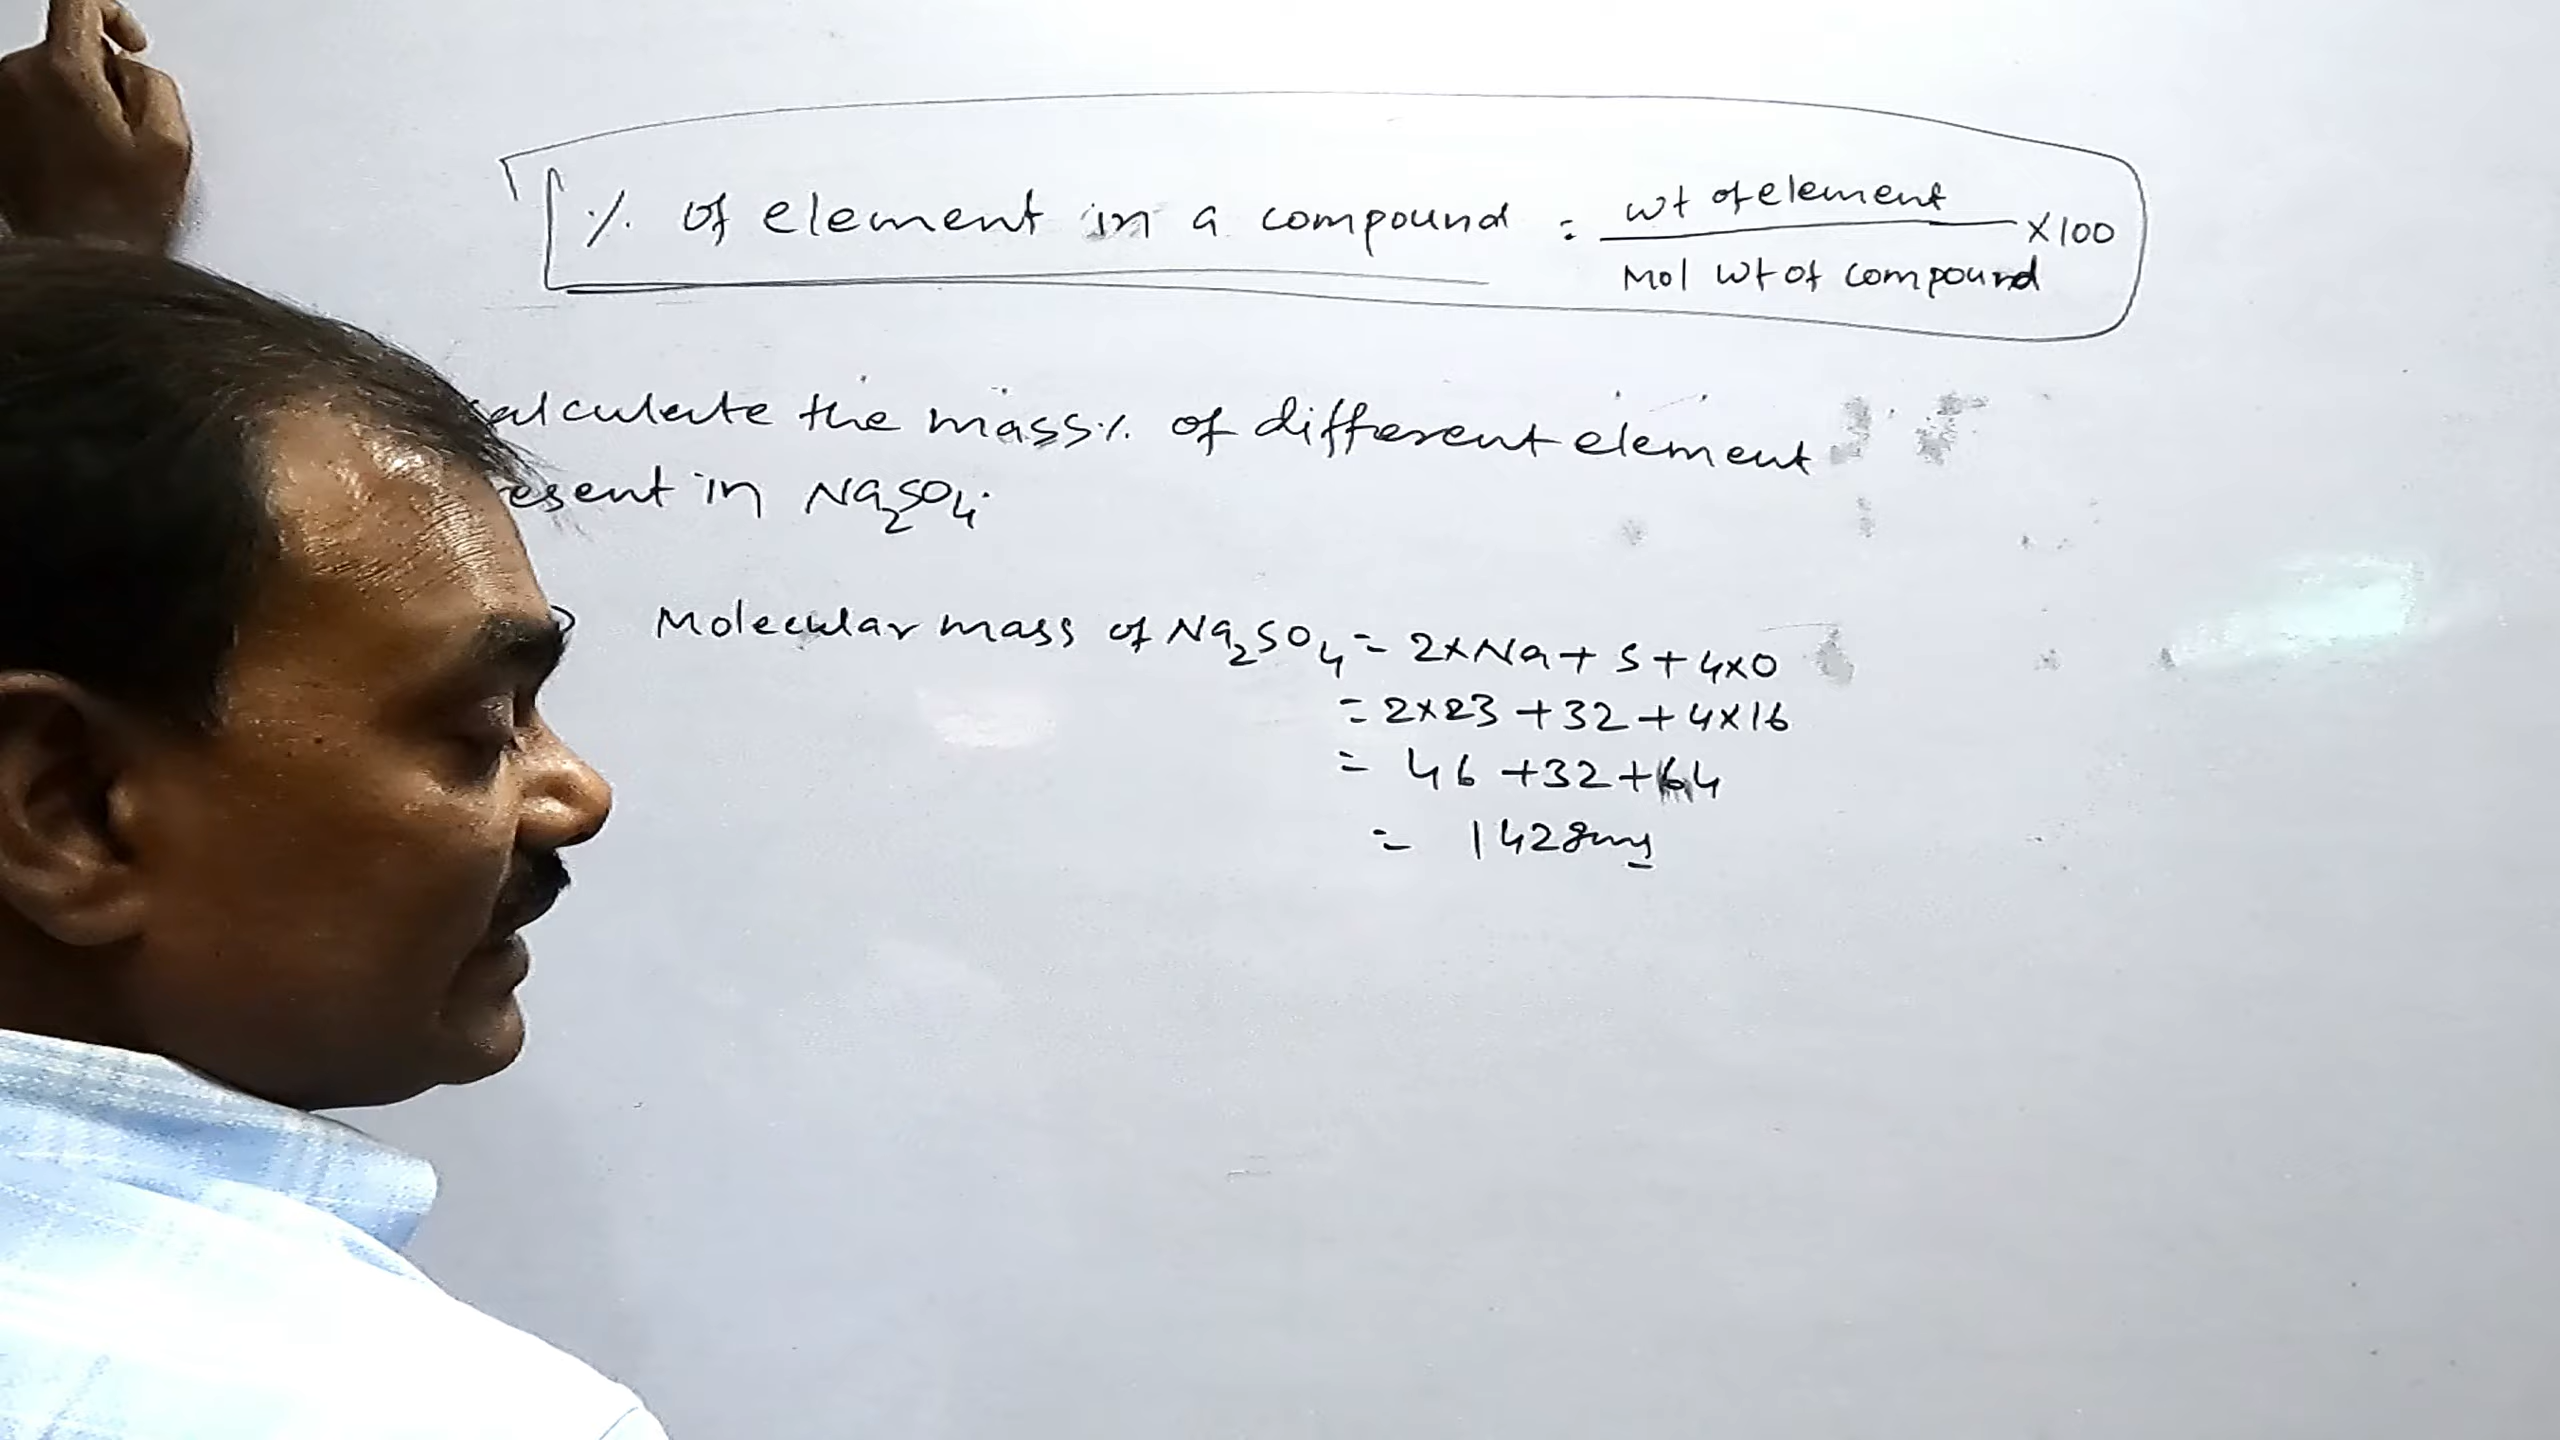 % of element in a compound = wt of element / Mol wt of compound ×100
alculate the mass% of different element
esent in Na₂SO₄.
Molecular mass of Na₂SO₄ = 2×Na + S + 4×O
= 2×23 + 32 + 4×16
= 46 + 32 + 64
= 142 gms